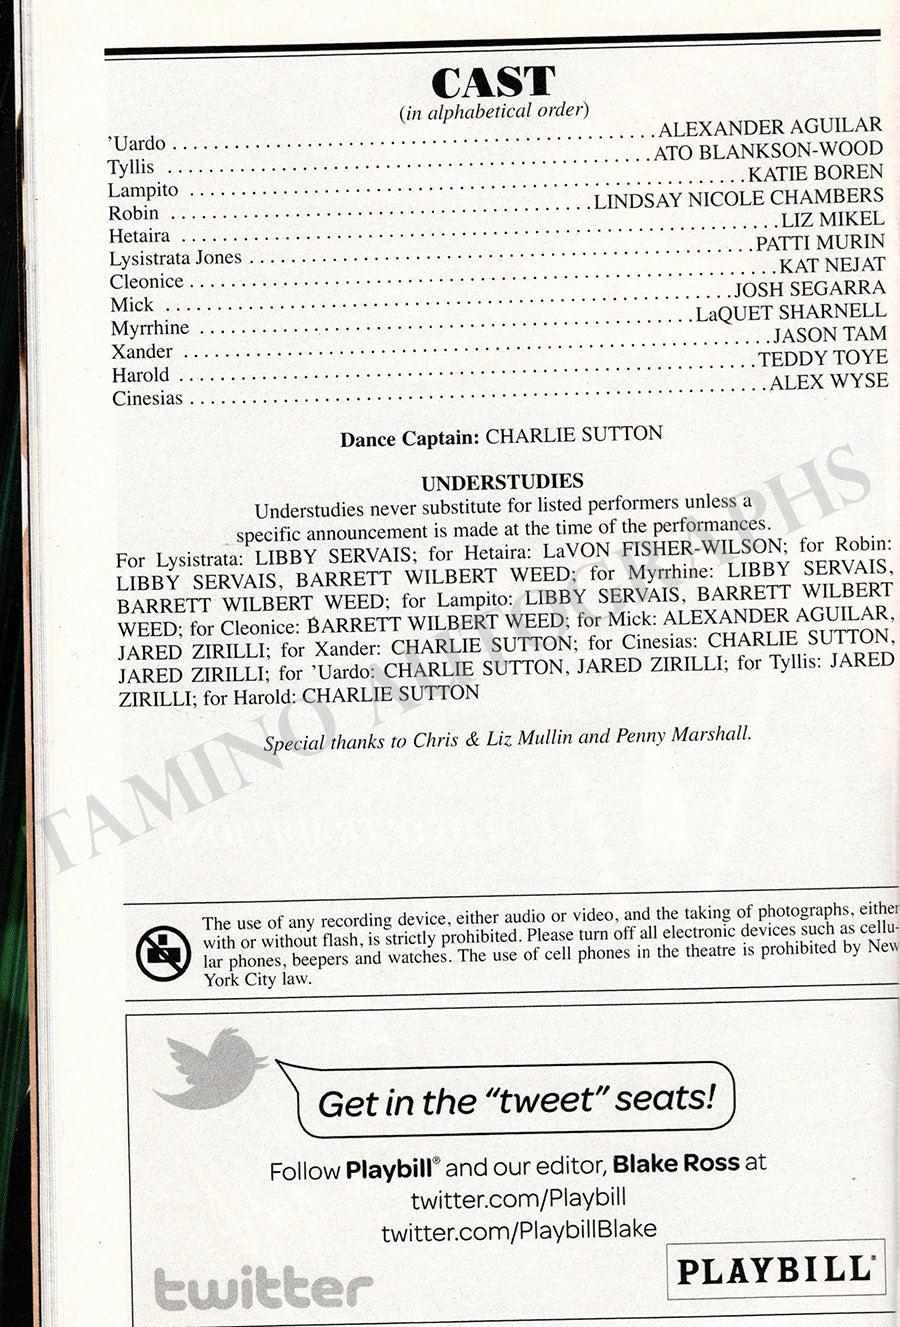 CAST
(in alphabetical order)
'Uardo . . . . . . . . . . . . . . . . . . . . ALEXANDER AGUILAR
Tyllis . . . . . . . . . . . . . . . . . . . . ATO BLANKSON-WOOD
Lampito . . . . . . . . . . . . . . . . . . . . KATIE BOREN
Robin . . . . . . . . . . . . . . . . . . . . LINDSAY NICOLE CHAMBERS
Hetaira . . . . . . . . . . . . . . . . . . . . LIZ MIKEL
Lysistrata Jones . . . . . . . . . . . . . . . . . . . . PATTI MURIN
Cleonice . . . . . . . . . . . . . . . . . . . . KAT NEJAT
Mick . . . . . . . . . . . . . . . . . . . . JOSH SEGARRA
Myrrhine . . . . . . . . . . . . . . . . . . . . LaQUET SHARNELL
Xander . . . . . . . . . . . . . . . . . . . . JASON TAM
Harold . . . . . . . . . . . . . . . . . . . . TEDDY TOYE
Cinesias . . . . . . . . . . . . . . . . . . . . ALEX WYSE
Dance Captain: CHARLIE SUTTON
UNDERSTUDIES
Understudies never substitute for listed performers unless a
specific announcement is made at the time of the performances.
For Lysistrata: LIBBY SERVAIS; for Hetaira: LaVON FISHER-WILSON; for Robin:
LIBBY SERVAIS, BARRETT WILBERT WEED; for Myrrhine: LIBBY SERVAIS,
BARRETT WILBERT WEED; for Lampito: LIBBY SERVAIS, BARRETT WILBERT
WEED; for Cleonice: BARRETT WILBERT WEED; for Mick: ALEXANDER AGUILAR,
JARED ZIRILLI; for Xander: CHARLIE SUTTON; for Cinesias: CHARLIE SUTTON,
JARED ZIRILLI; for 'Uardo: CHARLIE SUTTON, JARED ZIRILLI; for Tyllis: JARED
ZIRILLI; for Harold: CHARLIE SUTTON
Special thanks to Chris & Liz Mullin and Penny Marshall.
TAMINO AUTOGRAPHS
The use of any recording device, either audio or video, and the taking of photographs, either
with or without flash, is strictly prohibited. Please turn off all electronic devices such as cellu-
lar phones, beepers and watches. The use of cell phones in the theatre is prohibited by New
York City law.
Get in the "tweet" seats!
Follow Playbill® and our editor, Blake Ross at
twitter.com/Playbill
twitter.com/PlaybillBlake
twitter
PLAYBILL®